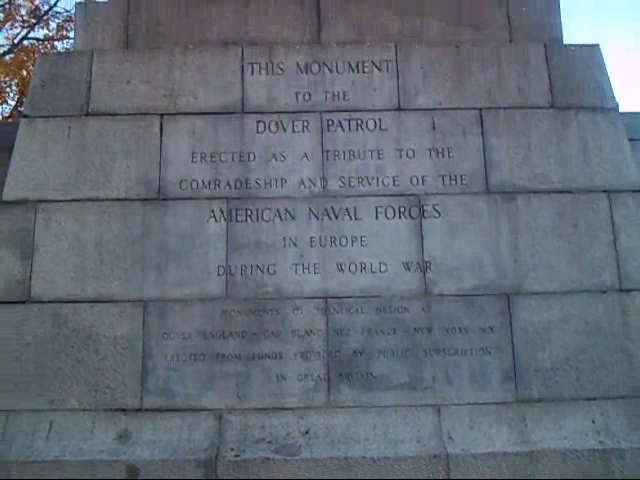 THIS MONUMENT
TO THE
DOVER PATROL
ERECTED AS A TRIBUTE TO THE
COMRADESHIP AND SERVICE OF THE
AMERICAN NAVAL FORCES
IN EUROPE
DURING THE WORLD WAR
MONUMENTS OF IDENTICAL DESIGN AT
DOVER ENGLAND - CAP BLANC NEZ FRANCE - NEW YORK N.Y.
ERECTED FROM FUNDS PROVIDED BY PUBLIC SUBSCRIPTION
IN GREAT BRITAIN